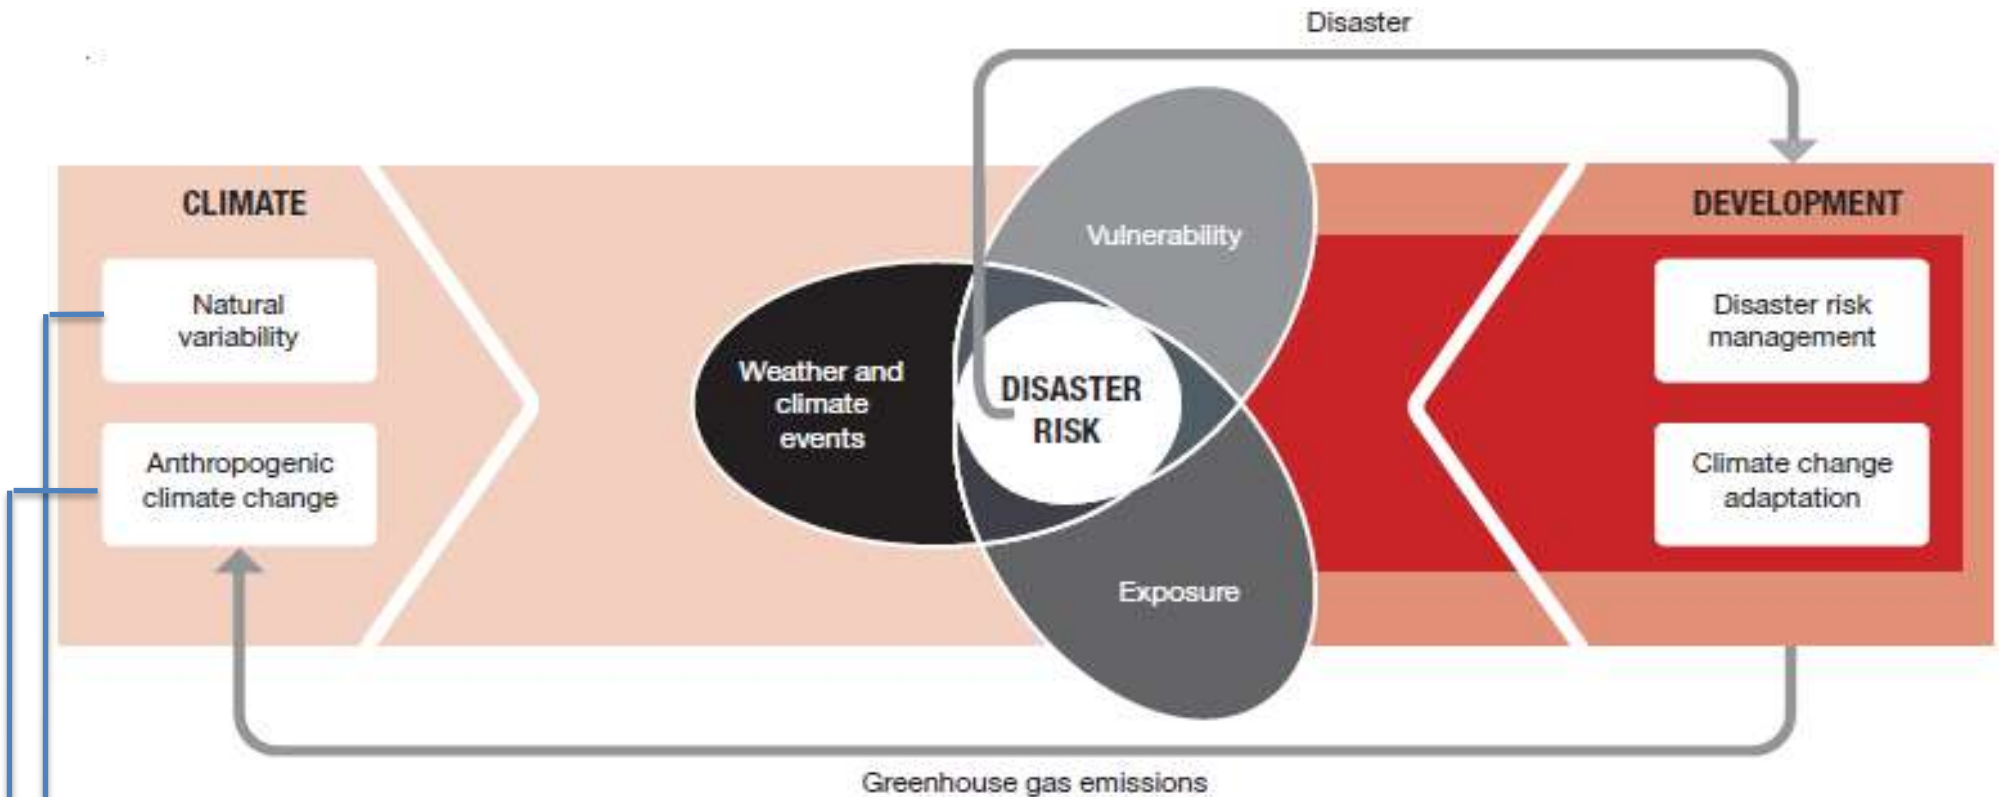 Disaster
CLIMATE
Natural
variability
Anthropogenic
climate change
Weather and
climate
events
DISASTER
RISK
Vulnerability
Exposure
DEVELOPMENT
Disaster risk
management
Climate change
adaptation
Greenhouse gas emissions